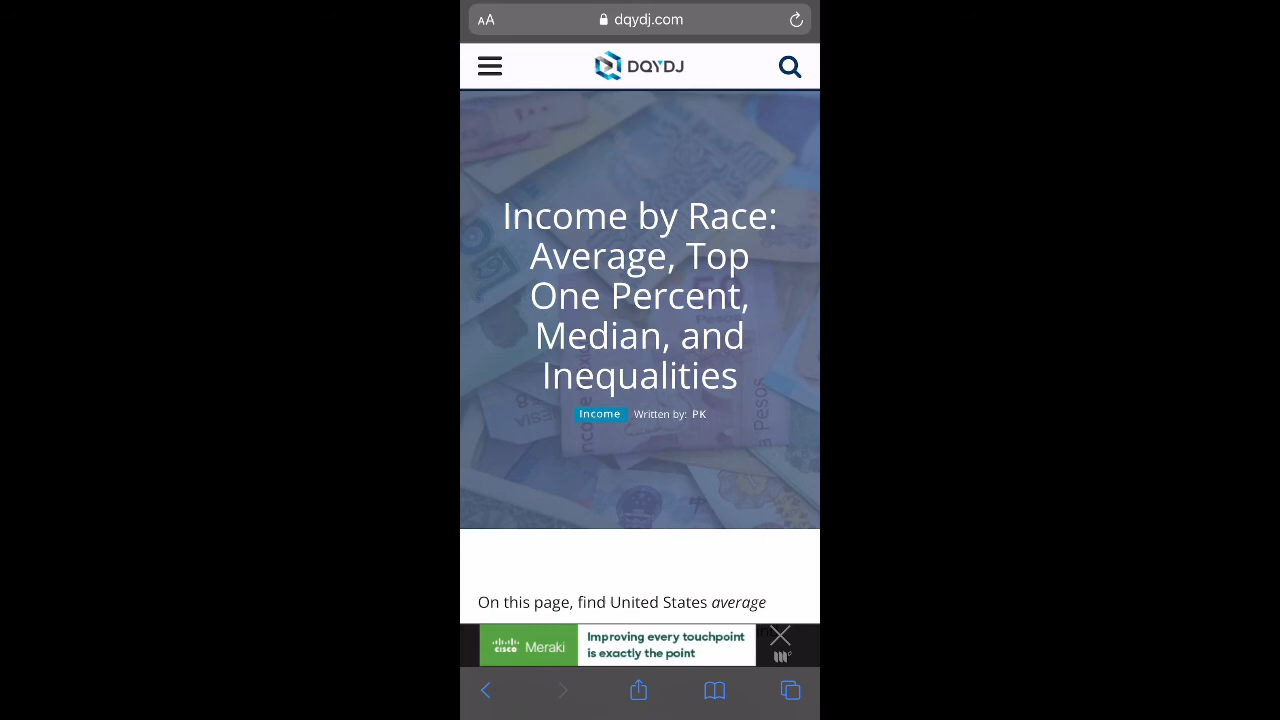 AA dqydj.com
DQYDJ
Income by Race:
Average, Top
One Percent,
Median, and
Inequalities
Income Written by: PK
On this page, find United States average
CISCO Meraki
Improving every touchpoint
is exactly the point